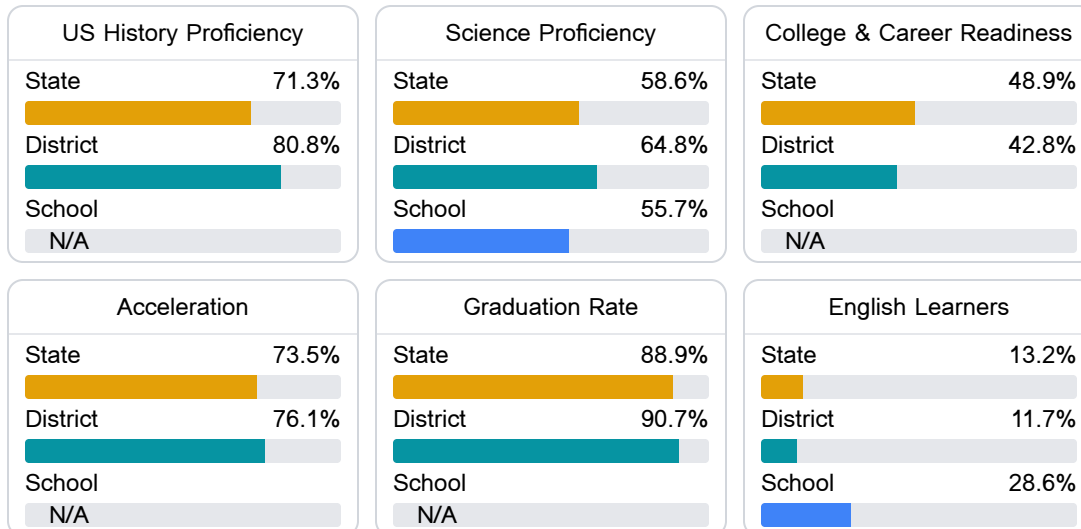 US History Proficiency
State 71.3%
District 80.8%
School
N/A
Science Proficiency
State 58.6%
District 64.8%
School 55.7%
College & Career Readiness
State 48.9%
District 42.8%
School
N/A
Acceleration
State 73.5%
District 76.1%
School
N/A
Graduation Rate
State 88.9%
District 90.7%
School
N/A
English Learners
State 13.2%
District 11.7%
School 28.6%